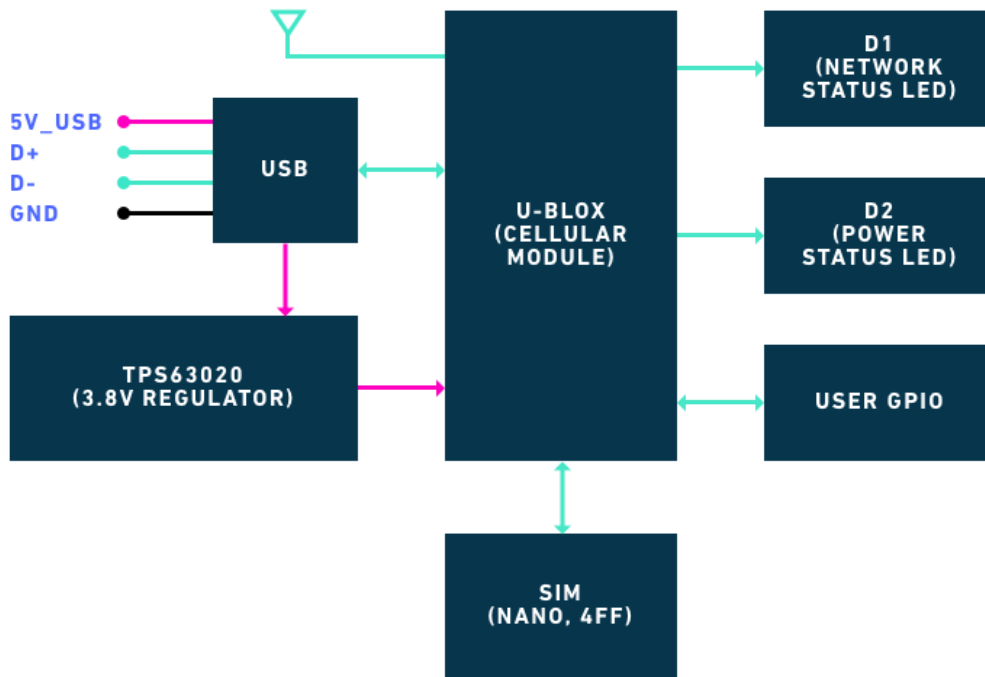 5V_USB
D+
D-
GND
USB
TPS63020
(3.8V REGULATOR)
U-BLOX
(CELLULAR
MODULE)
SIM
(NANO, 4FF)
D1
(NETWORK
STATUS LED)
D2
(POWER
STATUS LED)
USER GPIO